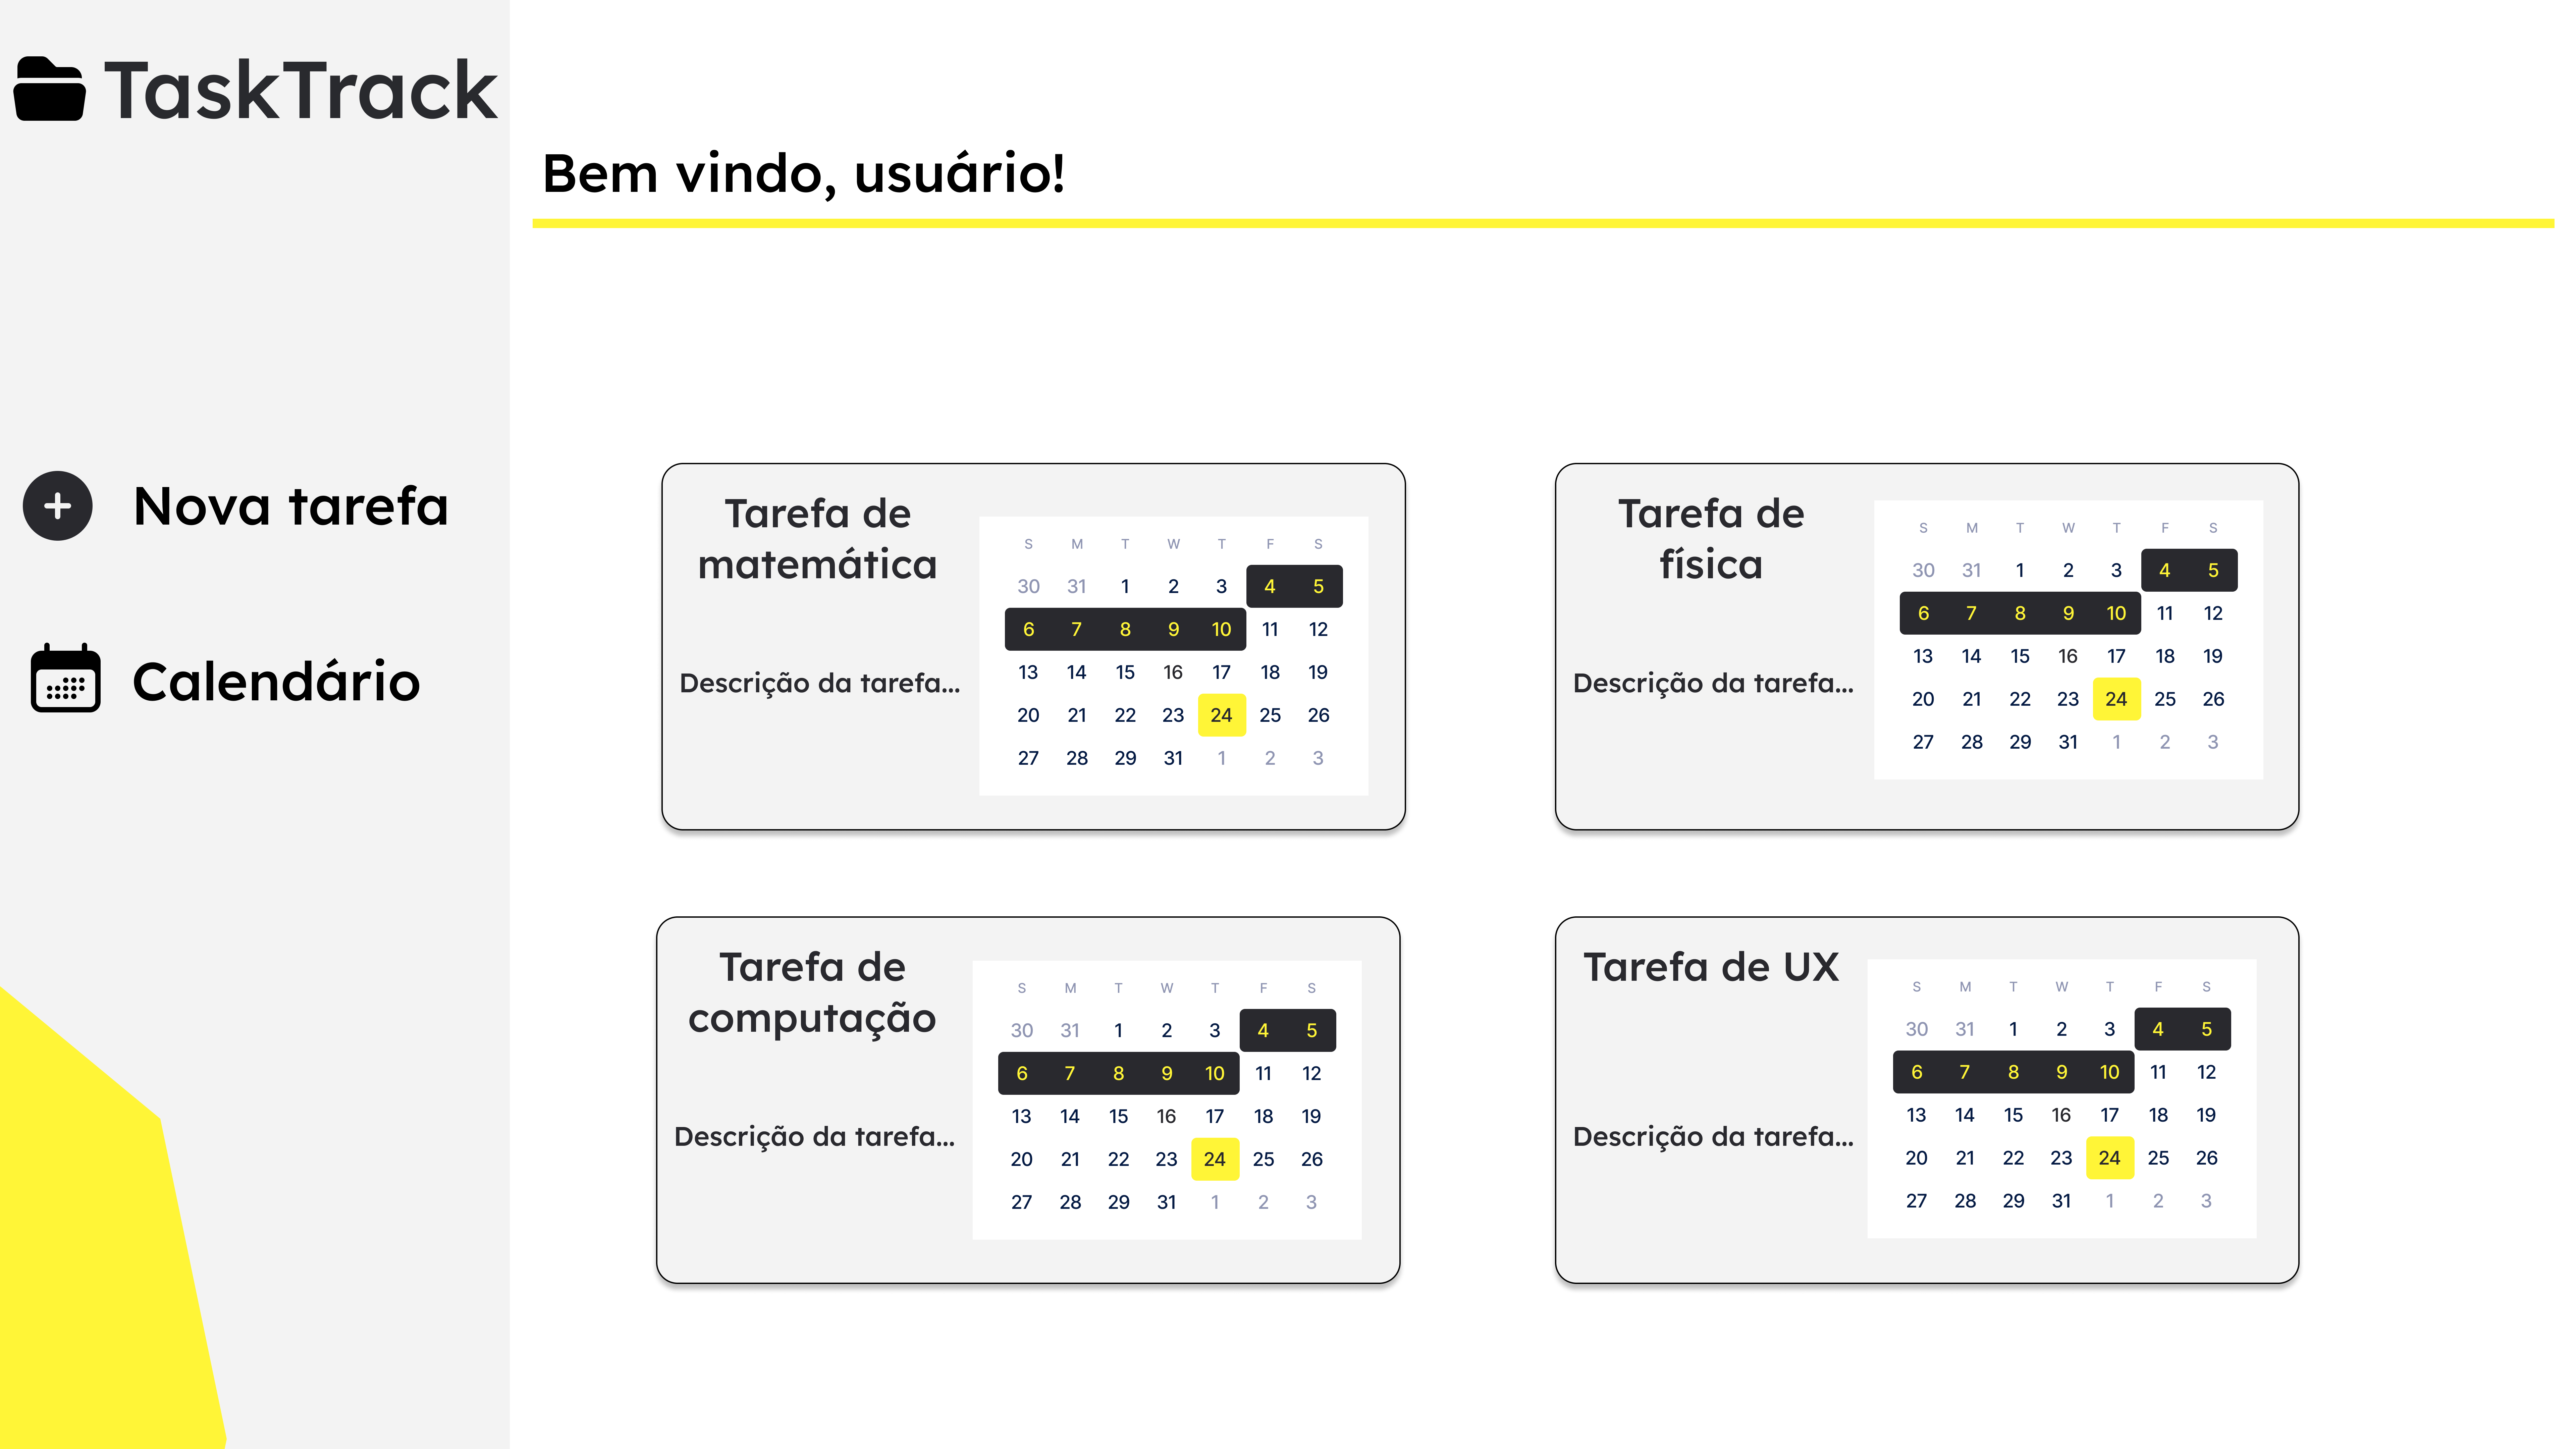 TaskTrack
Bem vindo, usuário!
Nova tarefa
Calendário
Tarefa de
matemática
Descrição da tarefa...
S M T W T F S
30 31 1 2 3 4 5
6 7 8 9 10 11 12
13 14 15 16 17 18 19
20 21 22 23 24 25 26
27 28 29 31 1 2 3
Tarefa de
física
Descrição da tarefa...
S M T W T F S
30 31 1 2 3 4 5
6 7 8 9 10 11 12
13 14 15 16 17 18 19
20 21 22 23 24 25 26
27 28 29 31 1 2 3
Tarefa de
computação
Descrição da tarefa...
S M T W T F S
30 31 1 2 3 4 5
6 7 8 9 10 11 12
13 14 15 16 17 18 19
20 21 22 23 24 25 26
27 28 29 31 1 2 3
Tarefa de UX
Descrição da tarefa...
S M T W T F S
30 31 1 2 3 4 5
6 7 8 9 10 11 12
13 14 15 16 17 18 19
20 21 22 23 24 25 26
27 28 29 31 1 2 3